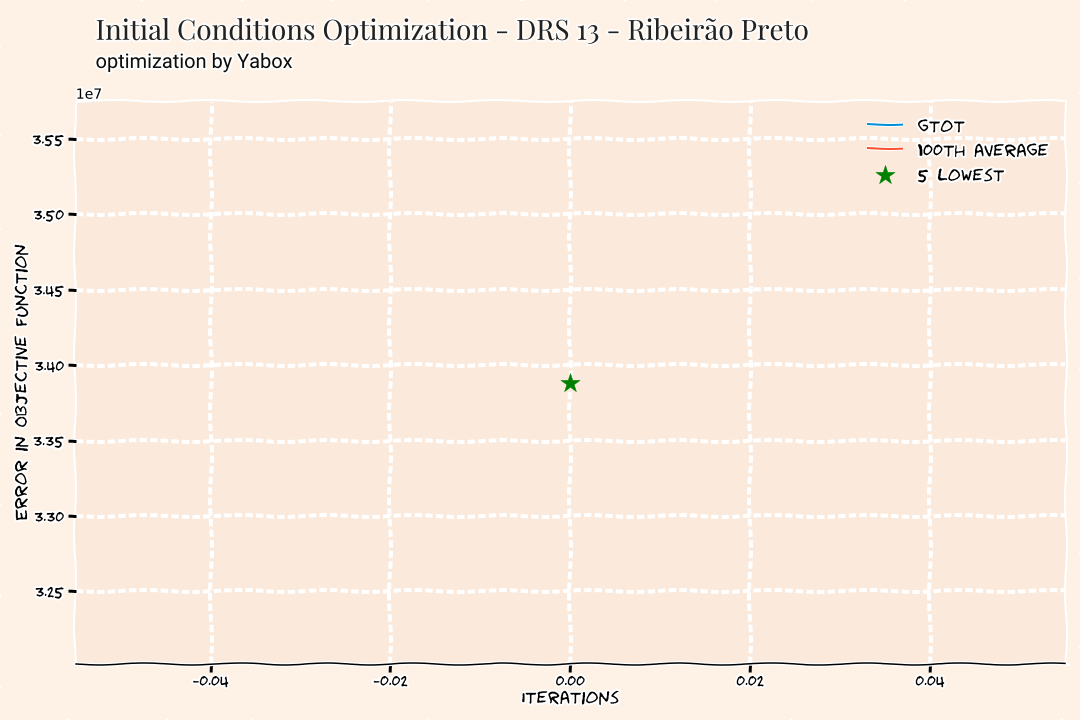 Initial Conditions Optimization - DRS 13 - Ribeirão Preto
optimization by Yabox
1e7
3.55
3.50
3.45
3.40
3.35
3.30
3.25
ERROR IN OBJECTIVE FUNCTION
GTOT
100TH AVERAGE
5 LOWEST
-0.04
-0.02
0.00
0.02
0.04
ITERATIONS